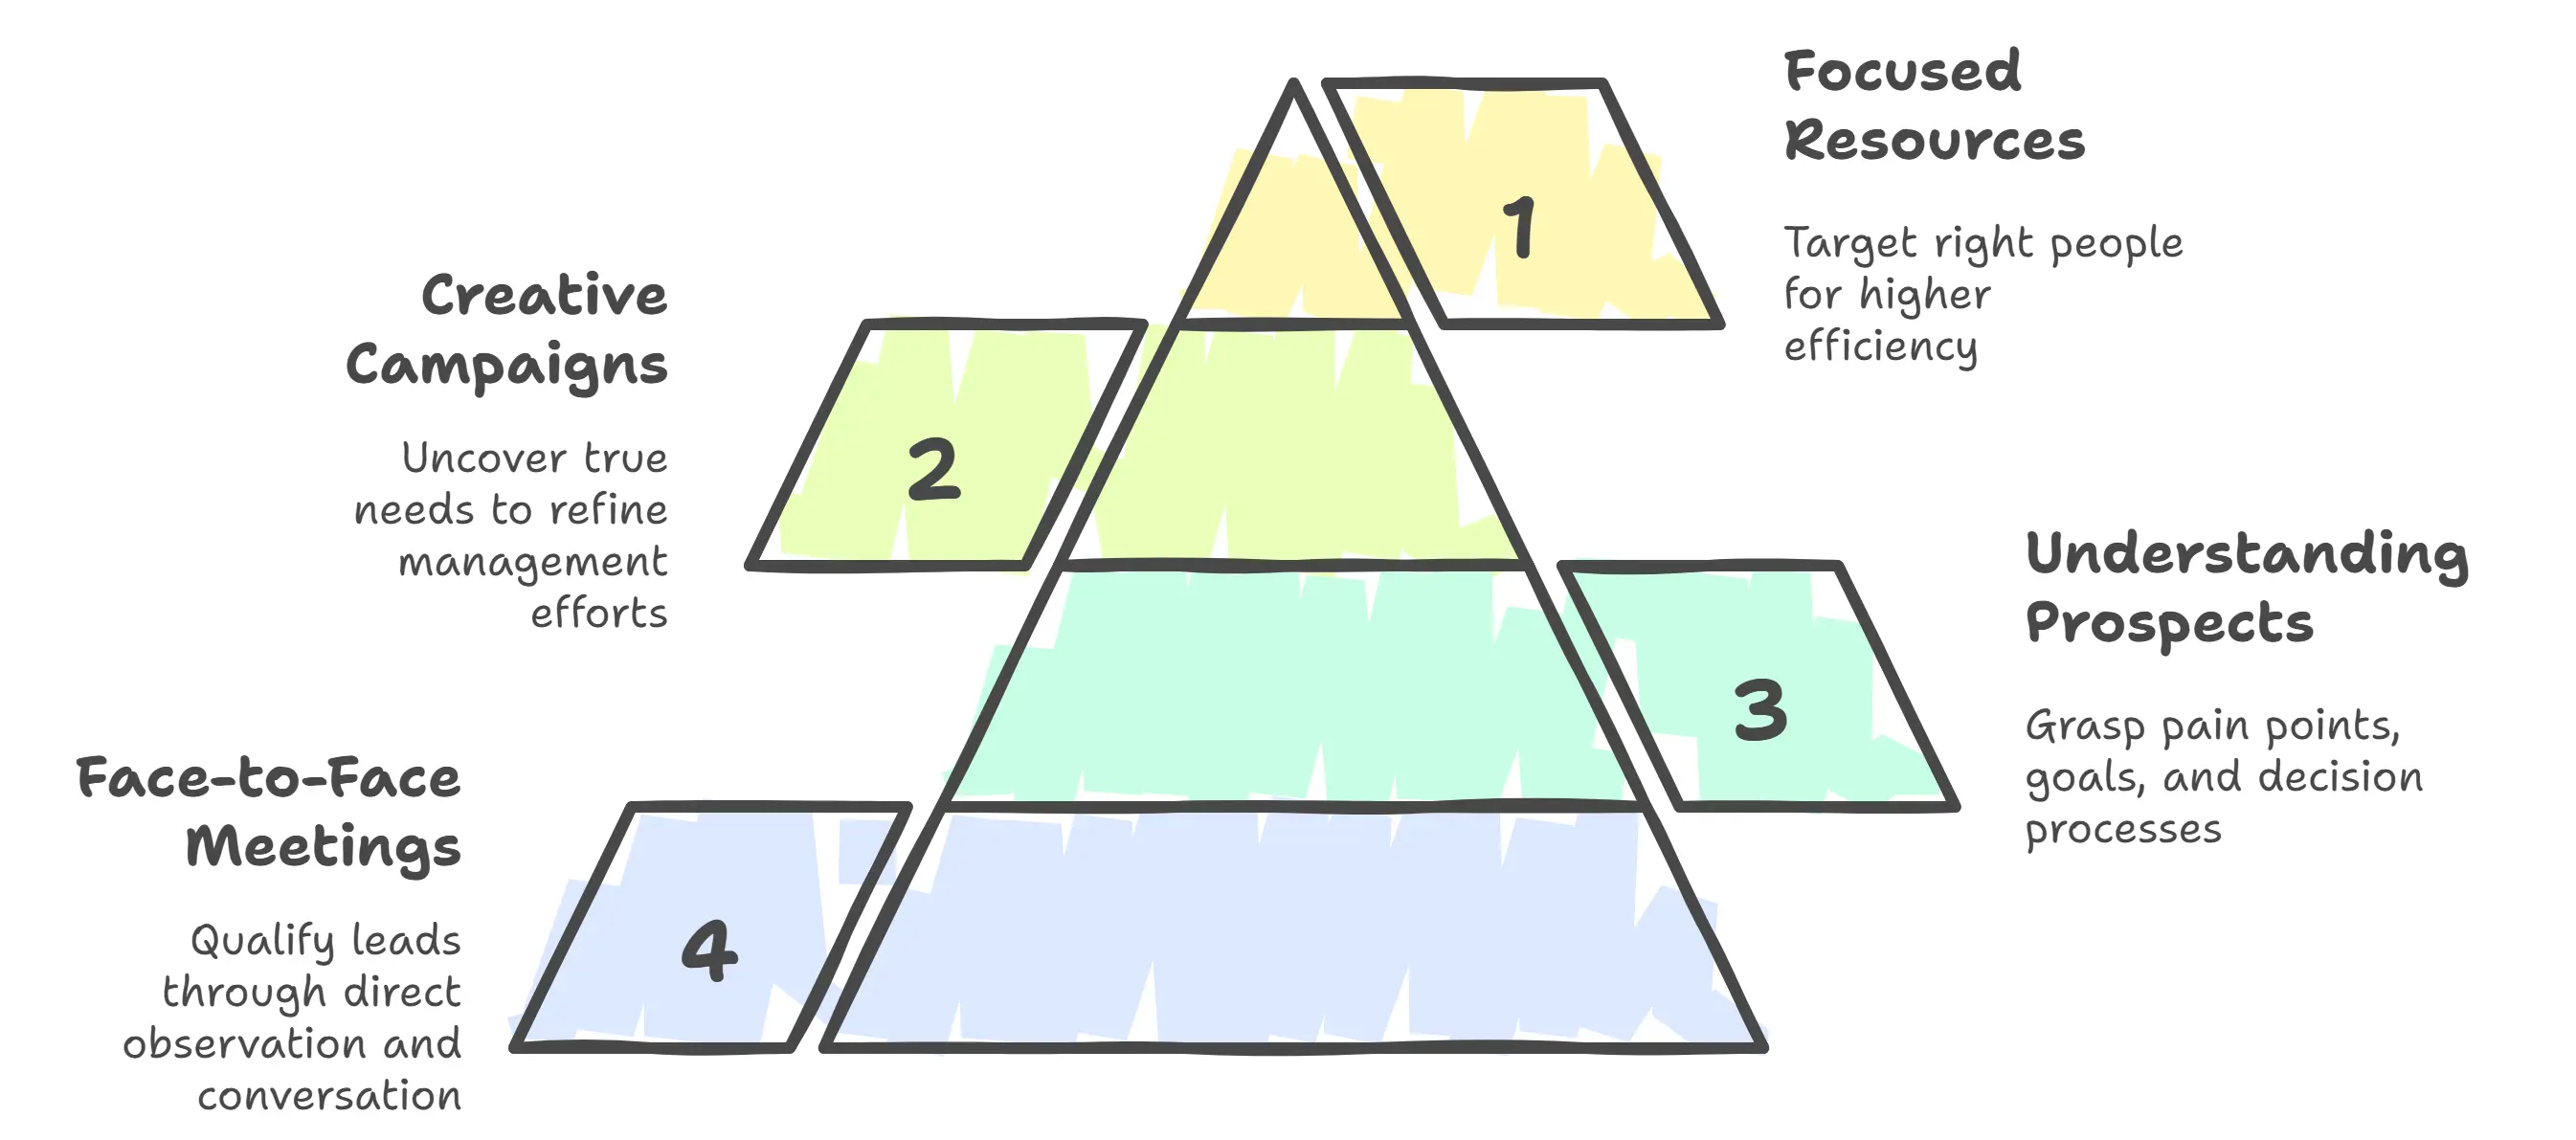 Focused
Resources
1
Target right people
for higher
efficiency
Creative
Campaigns
2
Uncover true
needs to refine
management
efforts
Understanding
Prospects
3
Grasp pain points,
goals, and decision
processes
Face-to-Face
Meetings
4
Qualify leads
through direct
observation and
conversation